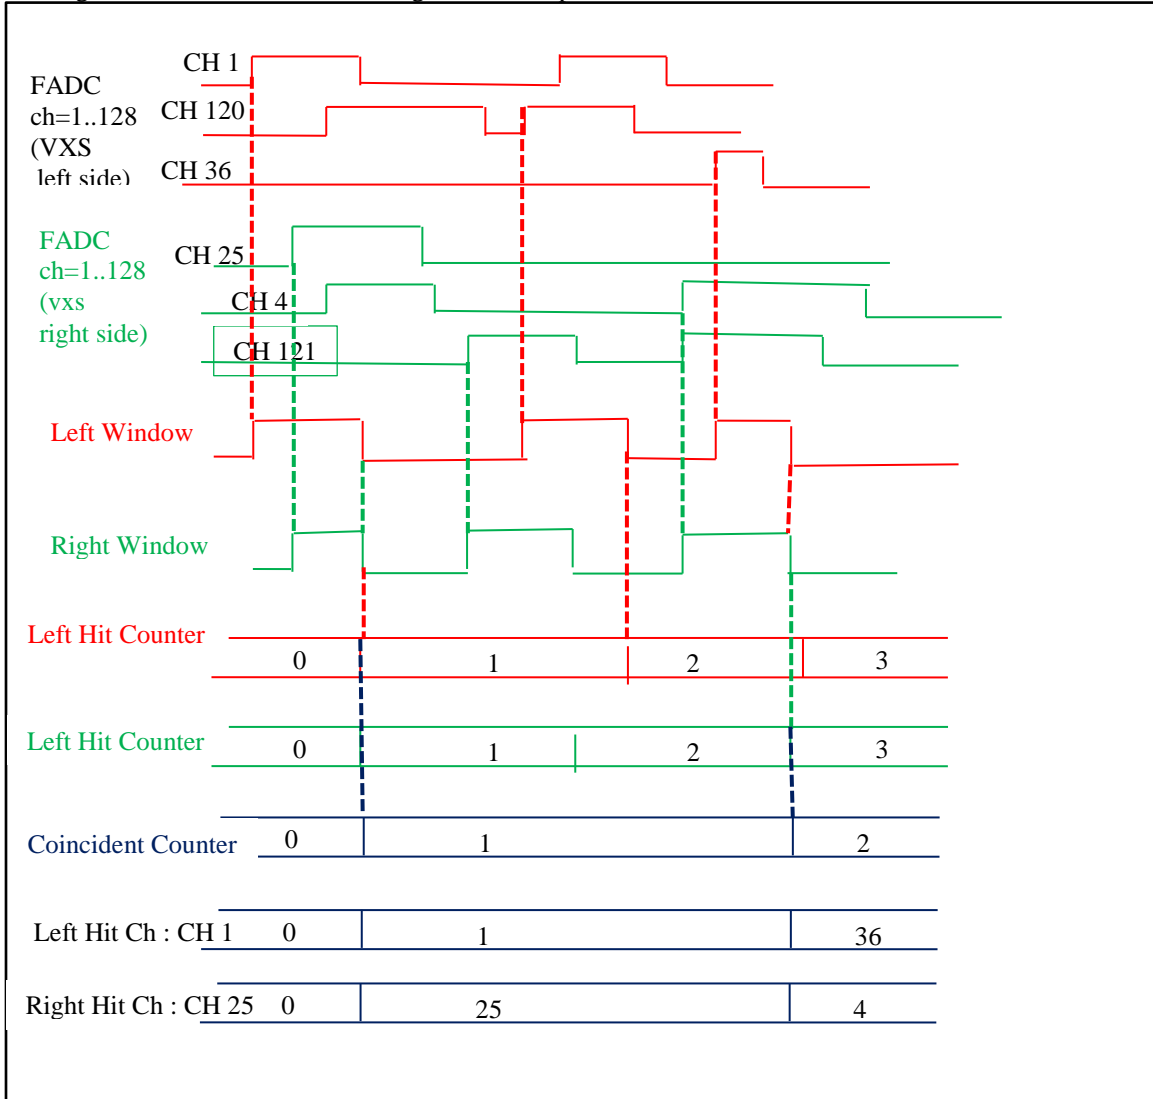 CH 1
FADC
ch=1..128
(VXS
left side)
CH 120
CH 36
FADC
ch=1..128
(vxs
right side)
CH 25
CH 4
CH 121
Left Window
Right Window
Left Hit Counter
0 1 2 3
Left Hit Counter
0 1 2 3
Coincident Counter 0 1 2
Left Hit Ch : CH 1 0 1 36
Right Hit Ch : CH 25 0 25 4